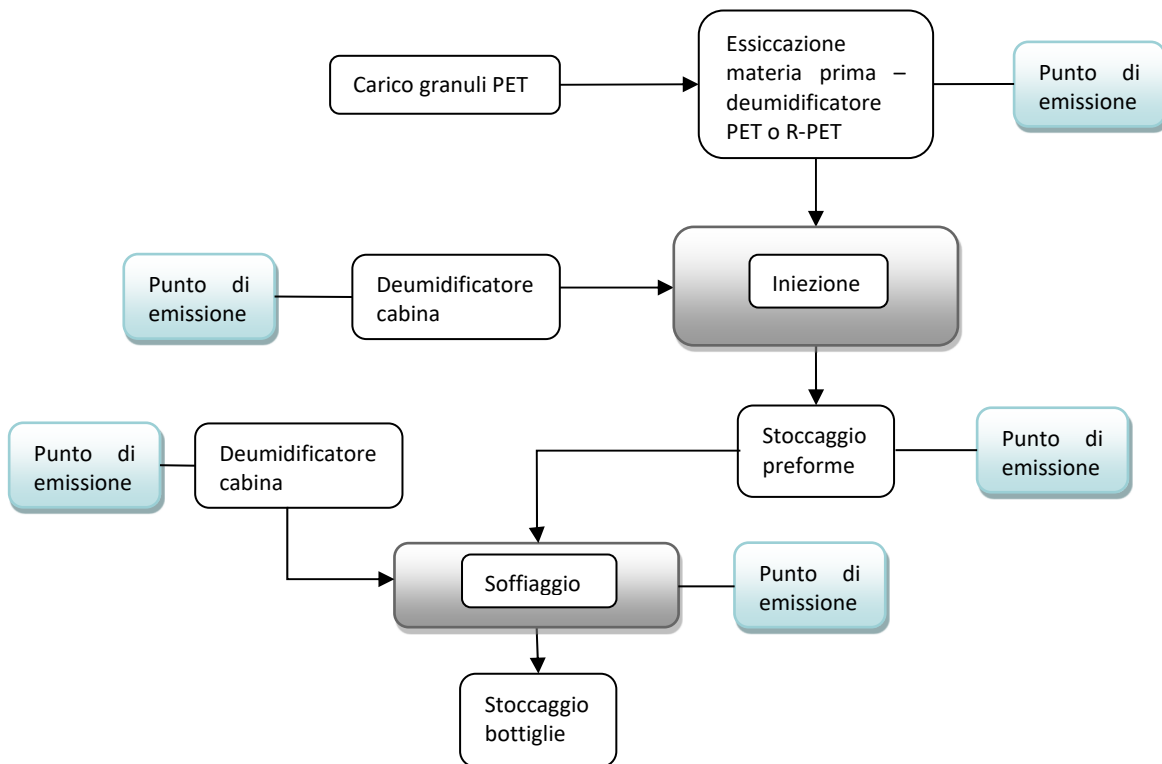 Carico granuli PET
Essiccazione
materia prima –
deumidificatore
PET o R-PET
Punto di
emissione
Punto di
emissione
Deumidificatore
cabina
Iniezione
Punto di
emissione
Deumidificatore
cabina
Stoccaggio
preforme
Punto di
emissione
Soffiaggio
Punto di
emissione
Stoccaggio
bottiglie